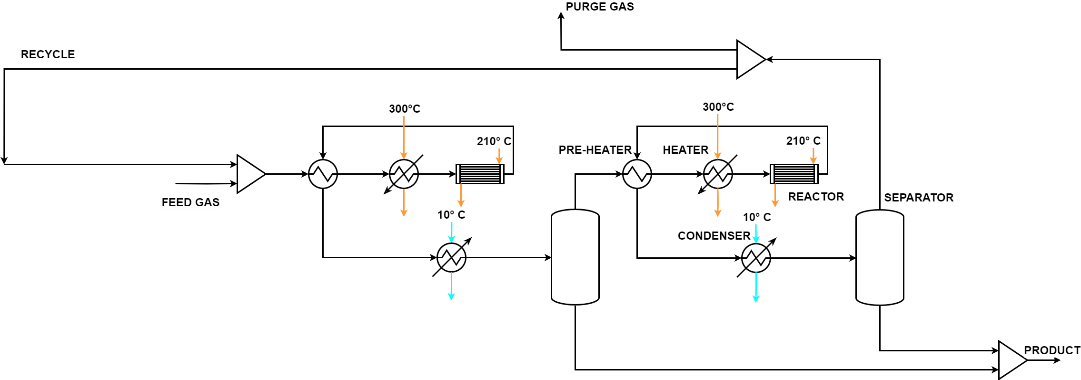 PURGE GAS
RECYCLE
300°C
300°C
210° C
210° C
PRE-HEATER
HEATER
FEED GAS
REACTOR
SEPARATOR
10° C
10° C
CONDENSER
PRODUCT